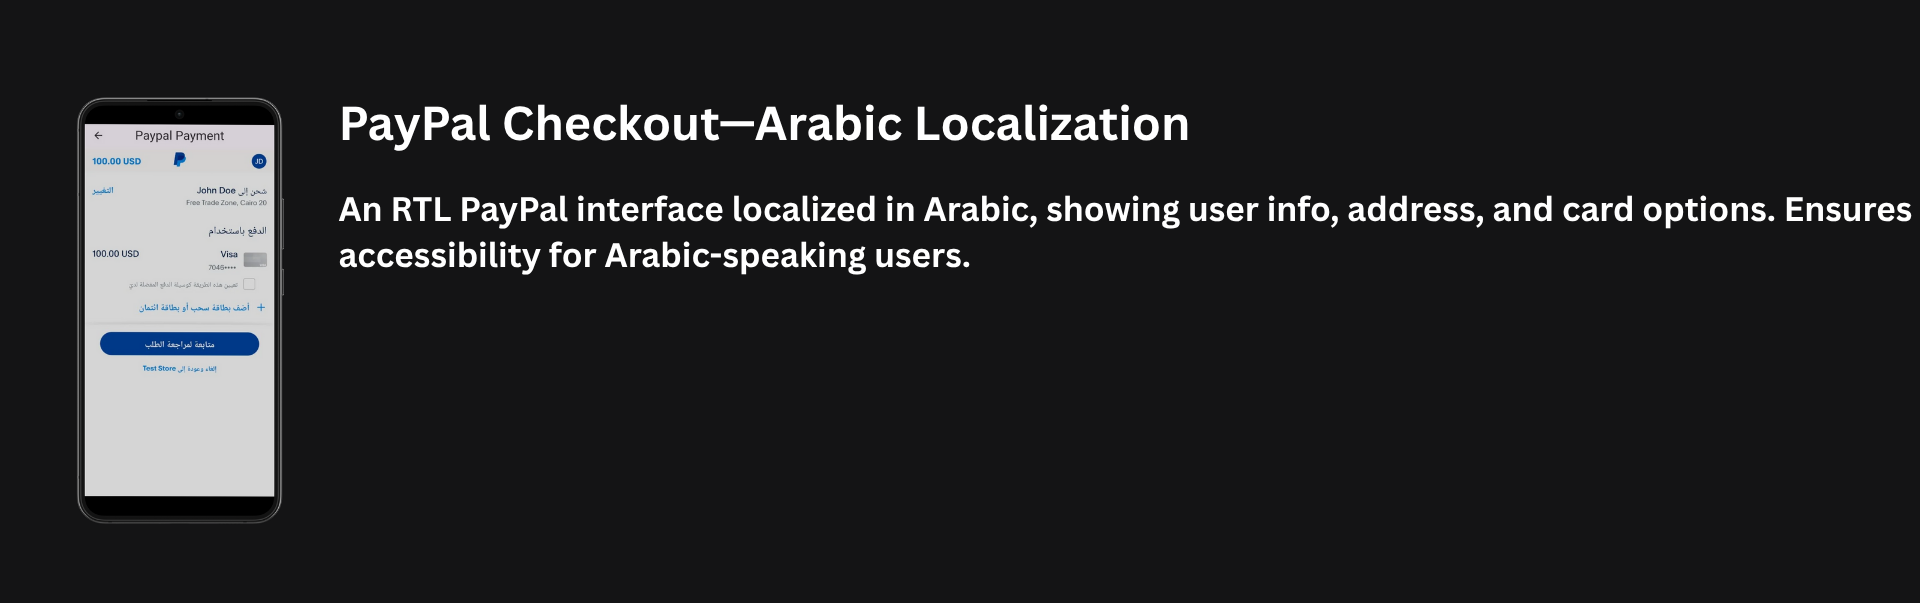 Paypal Payment
100.00 USD
JD
شحن إلى John Doe
التغيير
Free Trade Zone, Cairo 20
الدفع باستخدام
Visa
100.00 USD
7046••••
تعيين هذه الطريقة كوسيلة الدفع المفضلة لدي
+ أضف بطاقة سحب أو بطاقة ائتمان
متابعة لمراجعة الطلب
إلغاء وعودة إلى Test Store
PayPal Checkout—Arabic Localization
An RTL PayPal interface localized in Arabic, showing user info, address, and card options. Ensures
accessibility for Arabic-speaking users.